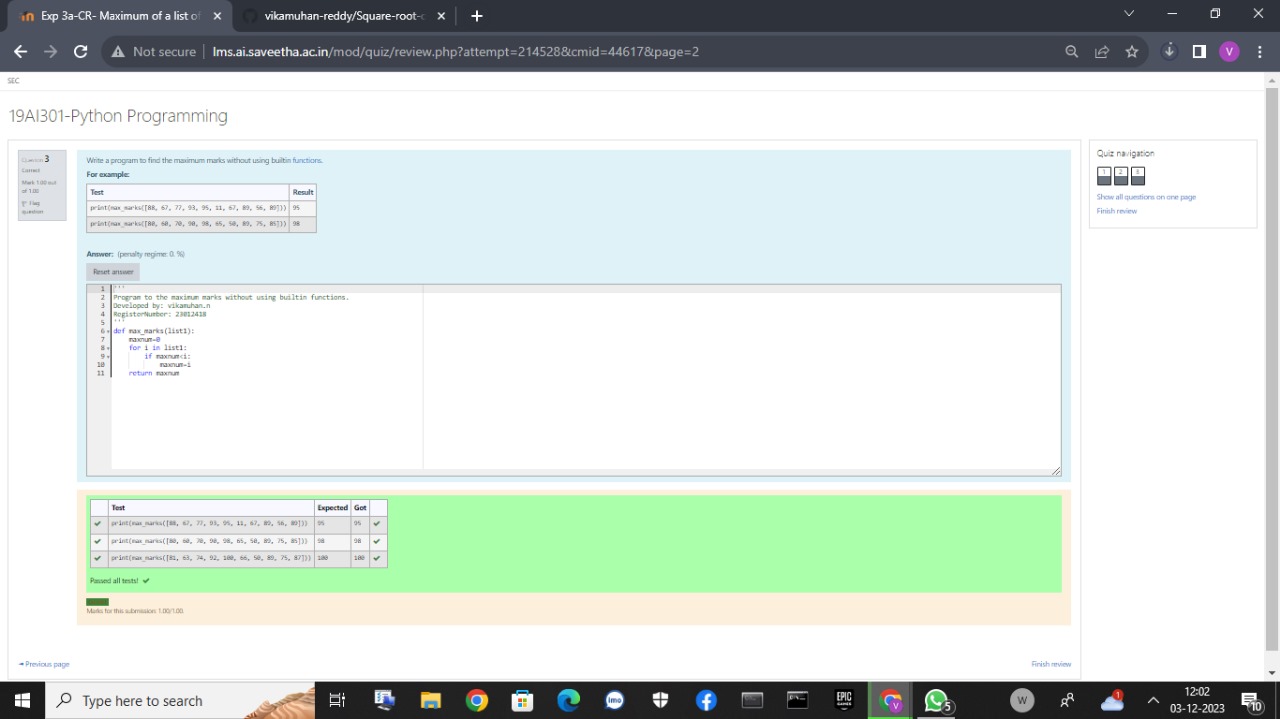 Exp 3a-CR- Maximum of a list of
vikamuhan-reddy/Square-root-c
Not secure
lms.ai.saveetha.ac.in/mod/quiz/review.php?attempt=214528&cmid=44617&page=2
V
SEC
19AI301-Python Programming
Question 3
Correct
Mark 1.00 out
of 1.00
Flag
question
Write a program to find the maximum marks without using builtin functions.
For example:
Test Result
print(max_marks([88, 67, 77, 93, 95, 11, 67, 89, 56, 89])) 95
print(max_marks([80, 60, 70, 90, 98, 65, 50, 89, 75, 85])) 98
Answer: (penalty regime: 0. %)
Reset answer
1 '''
2 Program to the maximum marks without using builtin functions.
3 Developed by: vikamuhan.n
4 RegisterNumber: 23012418
5 '''
6 def max_marks(list1):
7 maxnum=0
8 for i in list1:
9 if maxnum<i:
10 maxnum=i
11 return maxnum
Test Expected Got
print(max_marks([88, 67, 77, 93, 95, 11, 67, 89, 56, 89])) 95 95
print(max_marks([80, 60, 70, 90, 98, 65, 50, 89, 75, 85])) 98 98
print(max_marks([81, 63, 74, 92, 100, 66, 50, 89, 75, 87])) 100 100
Passed all tests!
Marks for this submission: 1.00/1.00.
Previous page
Finish review
Quiz navigation
1 2 3
Show all questions on one page
Finish review
Type here to search
imo
EPIC
GAMES
V
5
W
1
12:02
03-12-2023
10